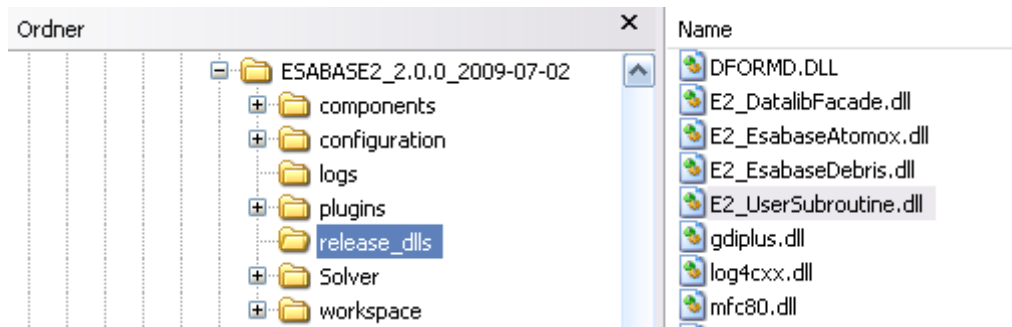 Ordner
ESABASE2_2.0.0_2009-07-02
components
configuration
logs
plugins
release_dlls
Solver
workspace
Name
DFORMD.DLL
E2_DatalibFacade.dll
E2_EsabaseAtomox.dll
E2_EsabaseDebris.dll
E2_UserSubroutine.dll
gdiplus.dll
log4cxx.dll
mfc80.dll